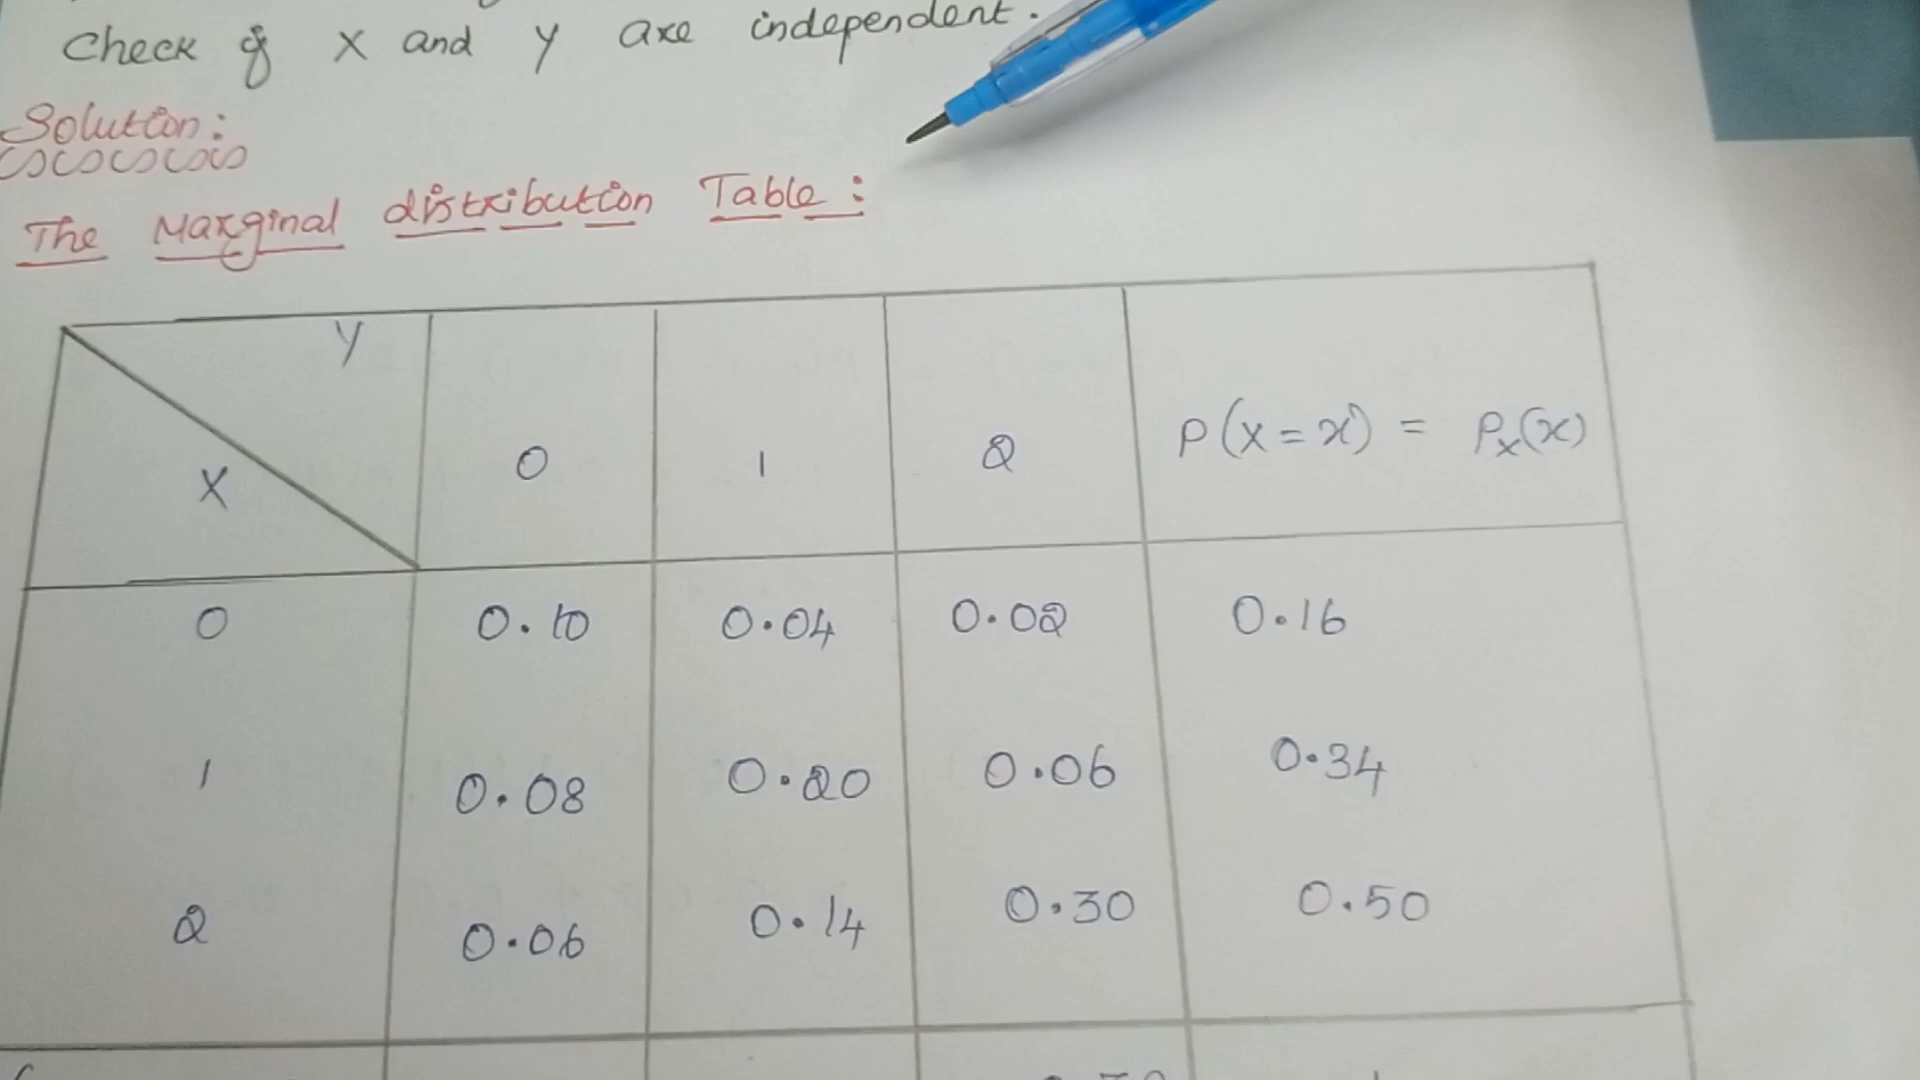 Check if X and Y are independent.
Solution:
The Marginal distribution Table:
Y
X
0 1 2 P(X=x) = Px(x)
0 0.10 0.04 0.02 0.16
1 0.08 0.20 0.06 0.34
2 0.06 0.14 0.30 0.50